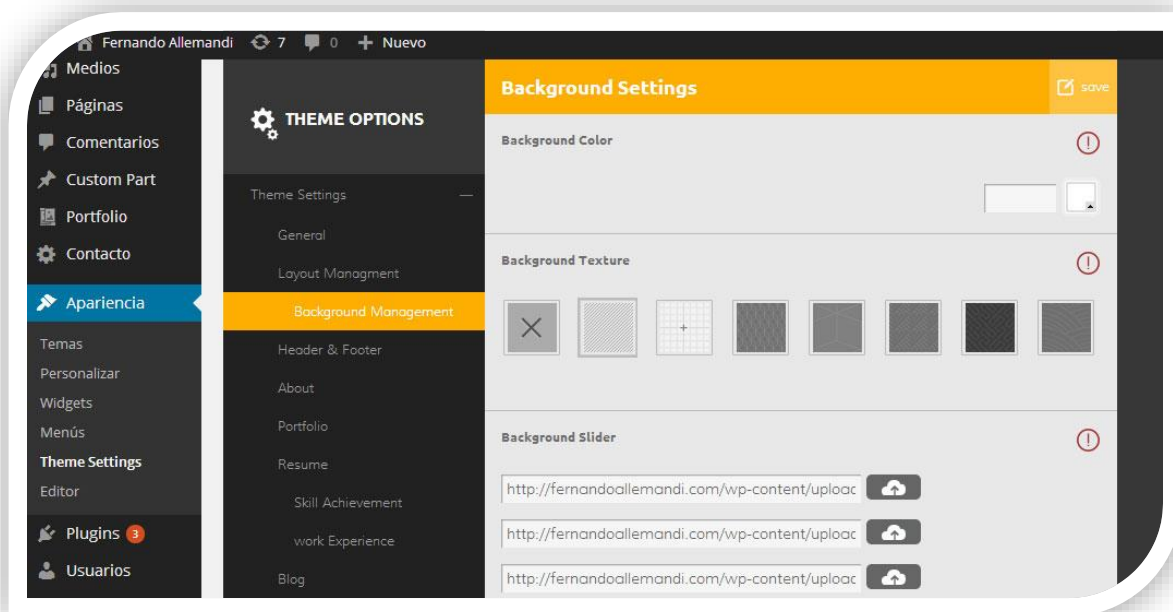 Fernando Allemandi 7 0 + Nuevo
Medios
Páginas
Comentarios
Custom Part
Portfolio
Contacto
Apariencia
Temas
Personalizar
Widgets
Menús
Theme Settings
Editor
Plugins 3
Usuarios
THEME OPTIONS
Theme Settings
General
Layout Managment
Background Management
Header & Footer
About
Portfolio
Resume
Skill Achievement
work Experience
Blog
Background Settings
save
Background Color
Background Texture
Background Slider
http://fernandoallemandi.com/wp-content/uploac
http://fernandoallemandi.com/wp-content/uploac
http://fernandoallemandi.com/wp-content/uploac